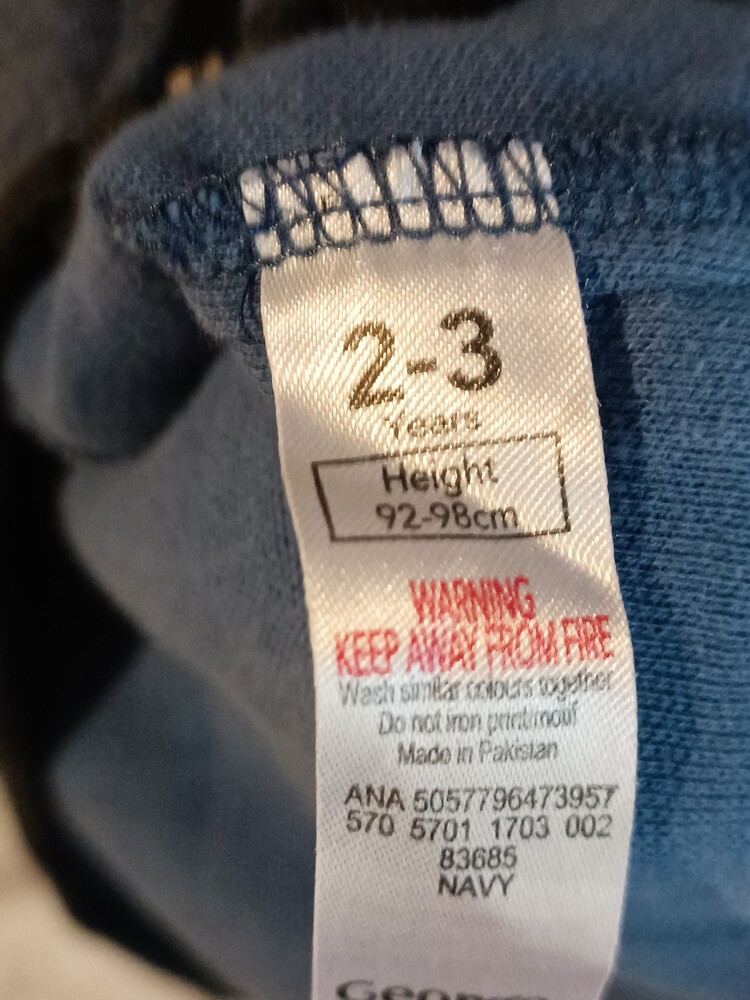 2-3
Years
Height
92-98cm
WARNING
KEEP AWAY FROM FIRE
Wash similar colours together
Do not iron print/motif
Made in Pakistan
ANA 5057796473957
570 5701 1703 002
83685
NAVY